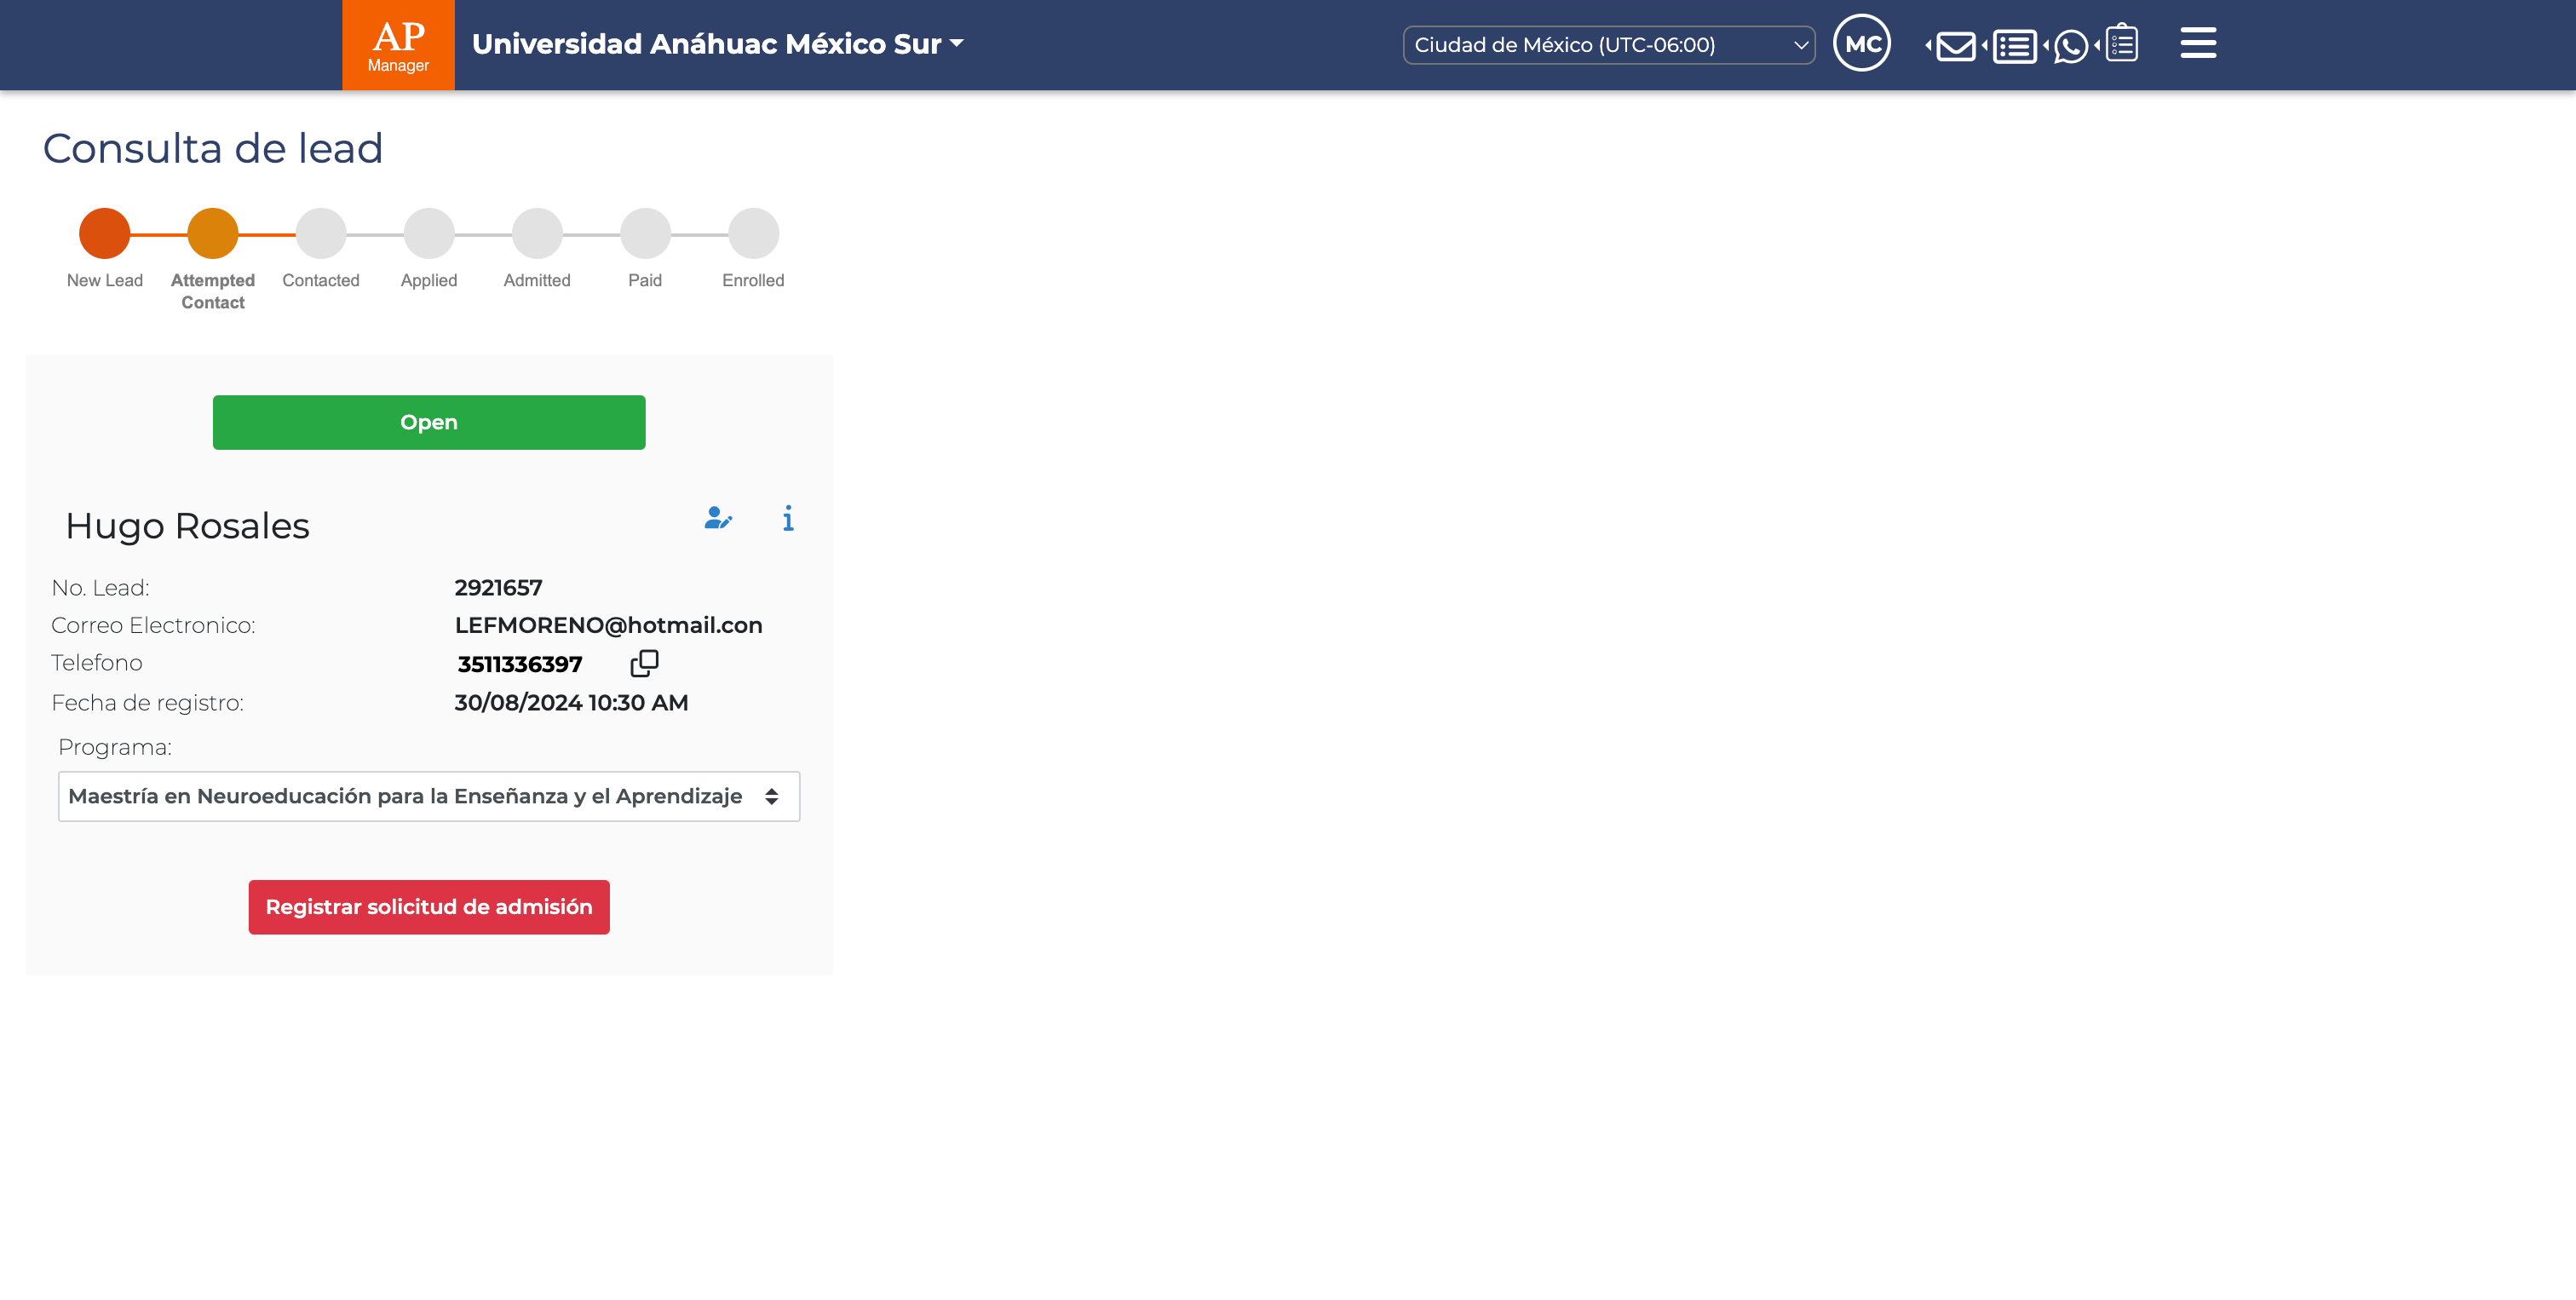 AP
Manager
Universidad Anáhuac México Sur
Ciudad de México (UTC-06:00)
MC
Consulta de lead
New Lead
Attempted Contact
Contacted
Applied
Admitted
Paid
Enrolled
Open
Hugo Rosales
No. Lead: 2921657
Correo Electronico: LEFMORENO@hotmail.con
Telefono 3511336397
Fecha de registro: 30/08/2024 10:30 AM
Programa:
Maestría en Neuroeducación para la Enseñanza y el Aprendizaje
Registrar solicitud de admisión